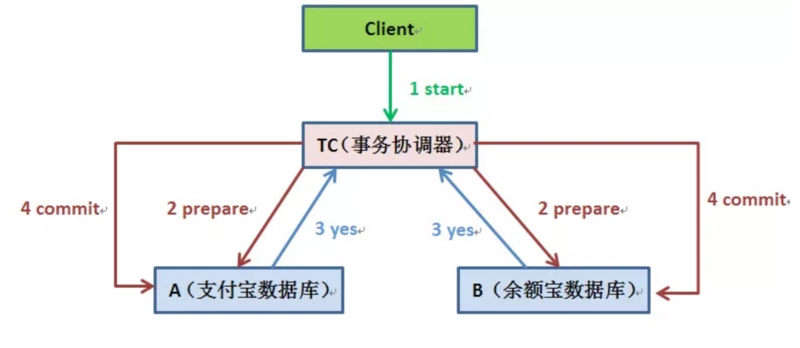 Client
1 start
TC（事务协调器）
4 commit
2 prepare
3 yes
3 yes
2 prepare
4 commit
A（支付宝数据库）
B（余额宝数据库）